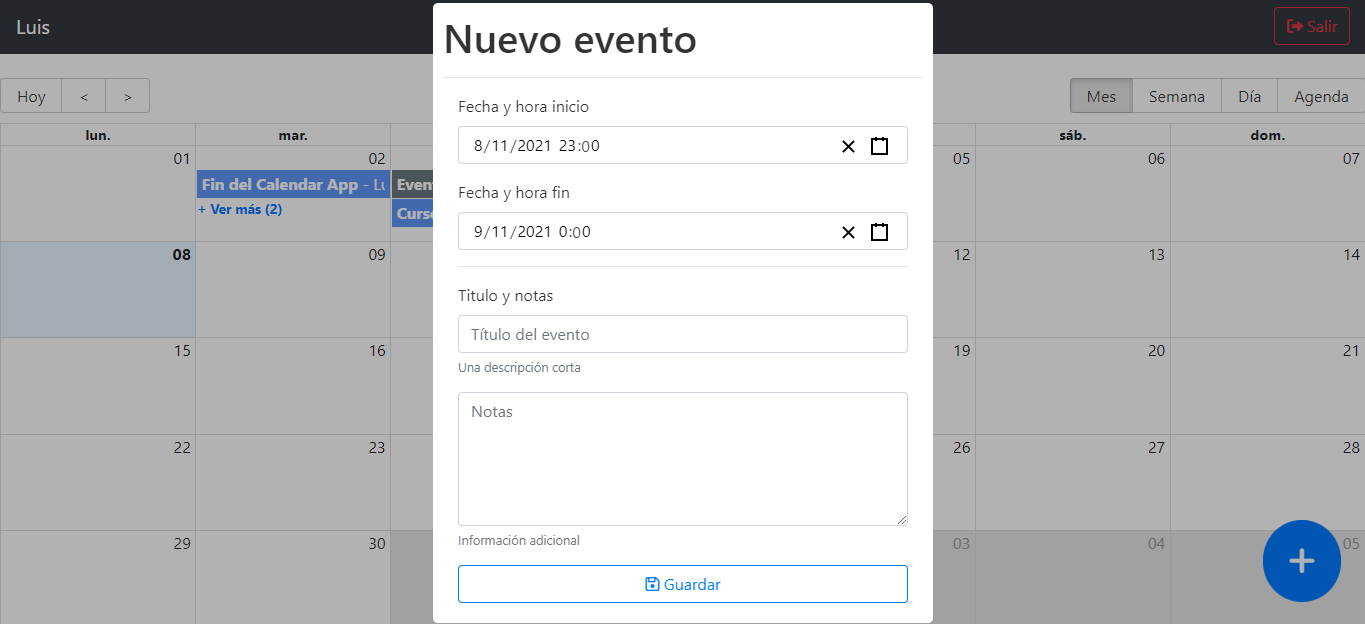 Luis
Salir
Nuevo evento
Hoy < >
Mes Semana Día Agenda
Fecha y hora inicio
8/11/2021 23:00
Fecha y hora fin
9/11/2021 0:00
Titulo y notas
Título del evento
Una descripción corta
Notas
Información adicional
Guardar
lun. mar. sáb. dom.
01 02 05 06 07
Fin del Calendar App - Lu
+ Ver más (2)
08 09 12 13 14
15 16 19 20 21
22 23 26 27 28
29 30 03 04 05